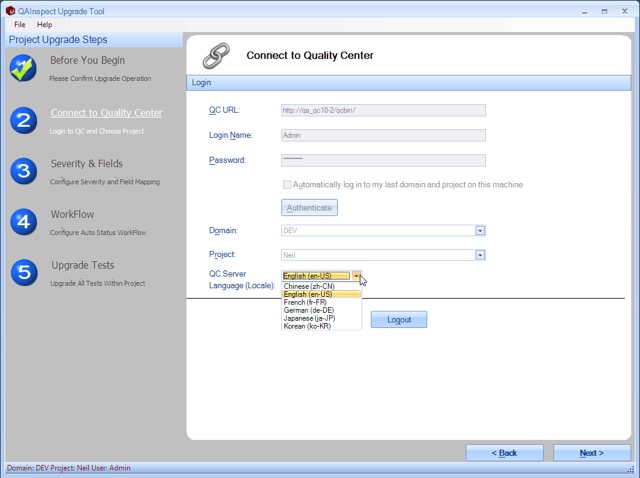 QAInspect Upgrade Tool
File Help
Project Upgrade Steps
Before You Begin
Please Confirm Upgrade Operation
2
Connect to Quality Center
Login to QC and Choose Project
3
Severity & Fields
Configure Severity and Field Mapping
4
WorkFlow
Configure Auto Status WorkFlow
5
Upgrade Tests
Upgrade All Tests Within Project
Connect to Quality Center
Login
QC URL: http://qa_qc10-2/qcbin/
Login Name: Admin
Password: ********
Automatically log in to my last domain and project on this machine
Authenticate
Domain: DEV
Project: Neil
QC Server
Language (Locale):
English (en-US)
Chinese (zh-CN)
English (en-US)
French (fr-FR)
German (de-DE)
Japanese (ja-JP)
Korean (ko-KR)
Logout
< Back
Next >
Domain: DEV Project: Neil User: Admin